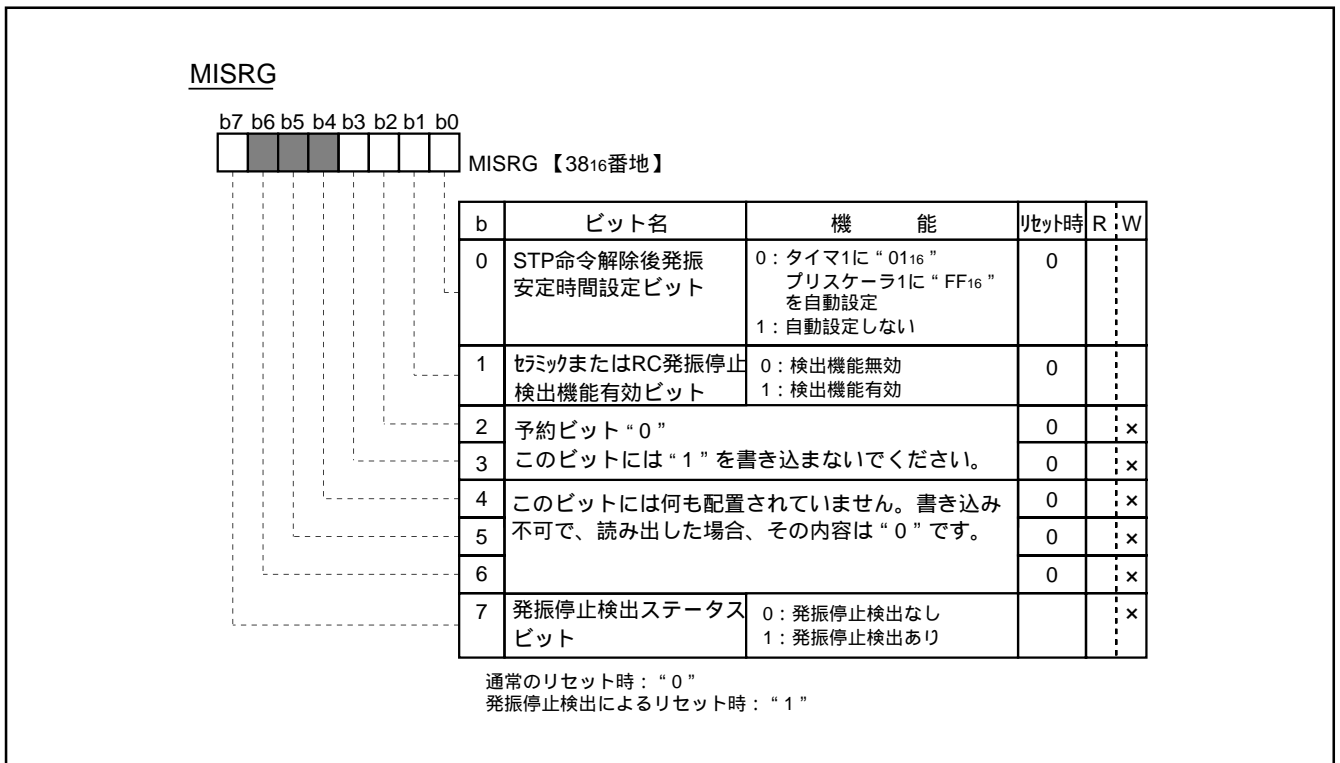 MISRG
b7 b6 b5 b4 b3 b2 b1 b0
MISRG 【3816番地】
b ビット名 機 能 リセット時 R W
0 STP命令解除後発振 0：タイマ1に“0116” 0
安定時間設定ビット プリスケーラ1に“FF16”
を自動設定
1：自動設定しない
1 セラミックまたはRC発振停止 0：検出機能無効 0
検出機能有効ビット 1：検出機能有効
2 予約ビット“0” 0 ×
3 このビットには“1”を書き込まないでください。 0 ×
4 このビットには何も配置されていません。書き込み 0 ×
5 不可で、読み出した場合、その内容は“0”です。 0 ×
6 0 ×
7 発振停止検出ステータス 0：発振停止検出なし ×
ビット 1：発振停止検出あり
通常のリセット時：“0”
発振停止検出によるリセット時：“1”